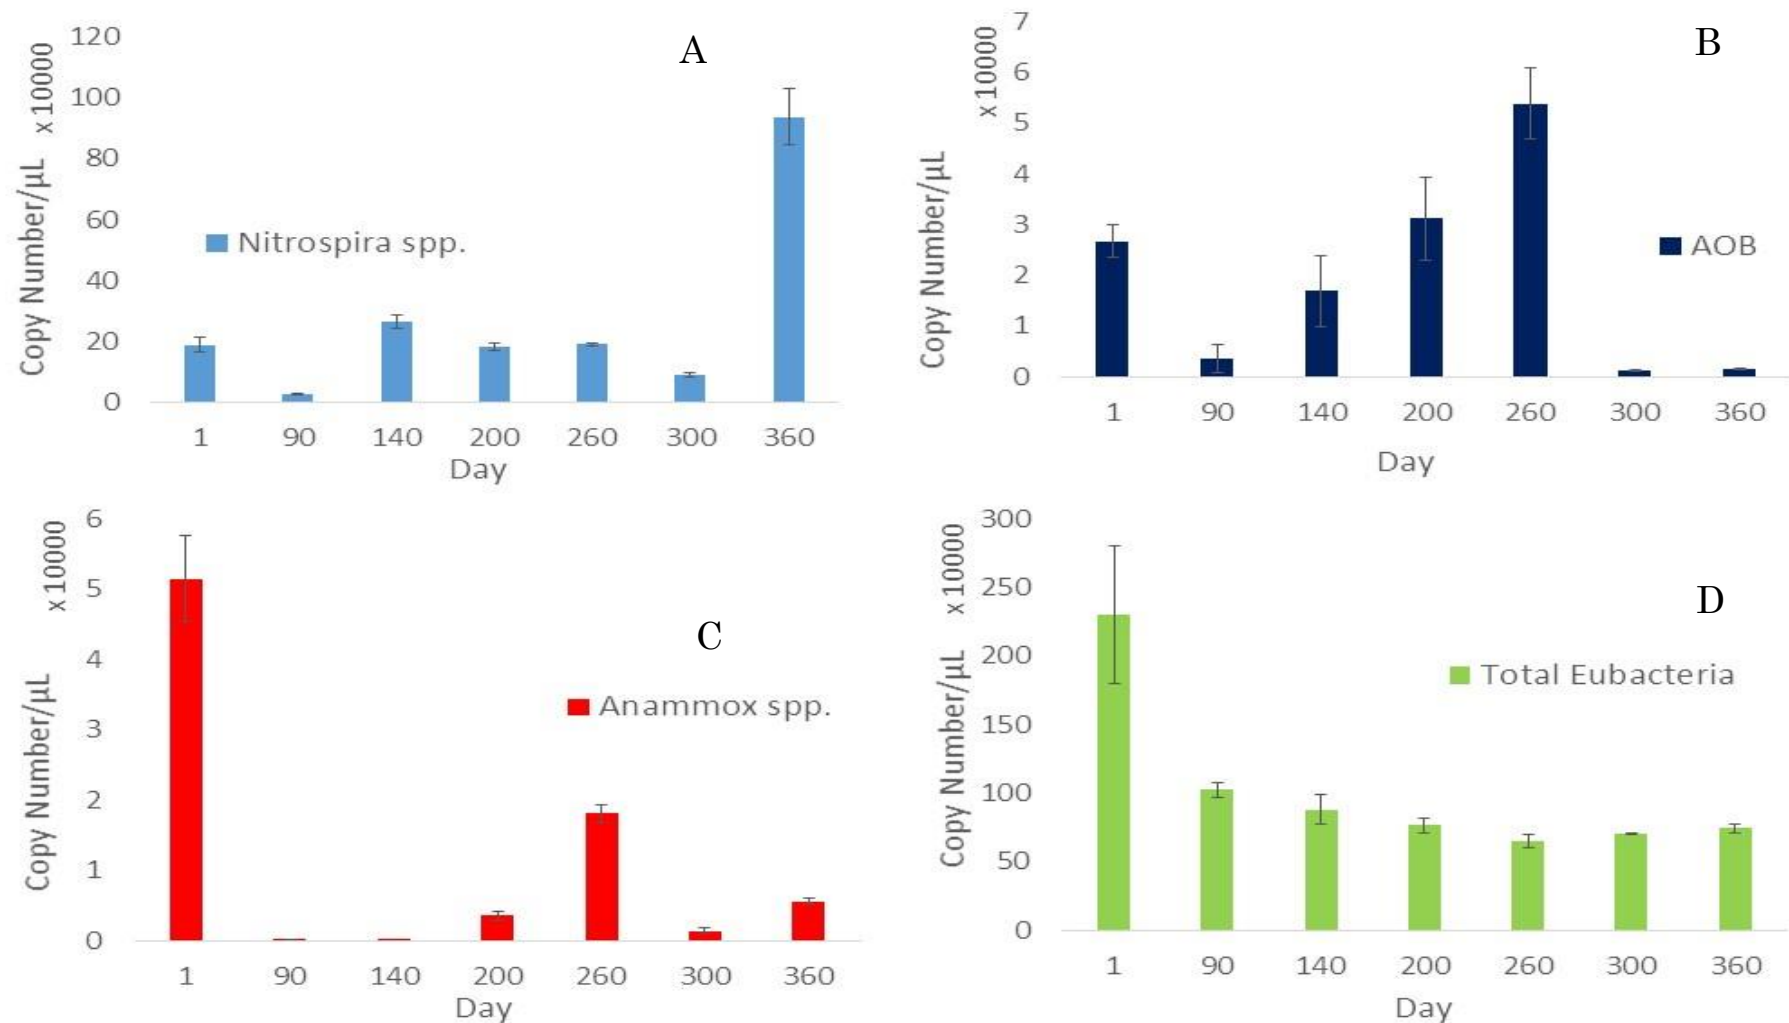 A
Copy Number/µL x 10000
120
100
80
60
40
20
0
Nitrospira spp.
1 90 140 200 260 300 360
Day
B
Copy Number/µL x 10000
7
6
5
4
3
2
1
0
AOB
1 90 140 200 260 300 360
Day
C
Copy Number/µL x 10000
6
5
4
3
2
1
0
Anammox spp.
1 90 140 200 260 300 360
Day
D
Copy Number/µL x 10000
300
250
200
150
100
50
0
Total Eubacteria
1 90 140 200 260 300 360
Day